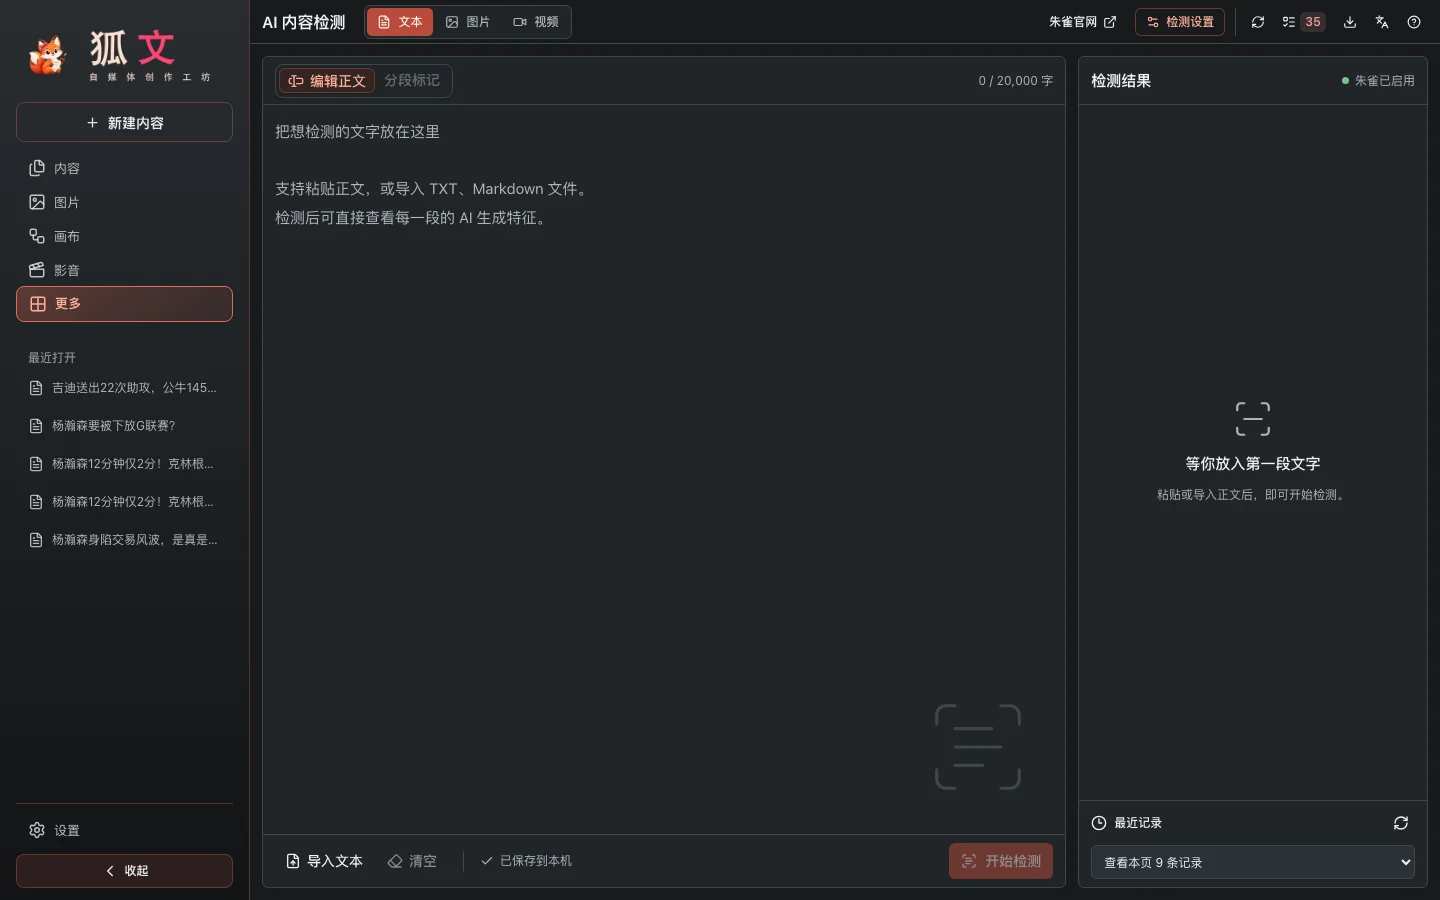 狐文
自媒体创作工坊
新建内容
内容
图片
画布
影音
更多
最近打开
吉迪送出22次助攻，公牛145...
杨瀚森要被下放G联赛？
杨瀚森12分钟仅2分！克林根...
杨瀚森12分钟仅2分！克林根...
杨瀚森身陷交易风波，是真是...
设置
收起
AI 内容检测
文本
图片
视频
朱雀官网
检测设置
35
编辑正文
分段标记
0 / 20,000 字
把想检测的文字放在这里
支持粘贴正文，或导入 TXT、Markdown 文件。
检测后可直接查看每一段的 AI 生成特征。
导入文本
清空
已保存到本机
开始检测
检测结果
朱雀已启用
等你放入第一段文字
粘贴或导入正文后，即可开始检测。
最近记录
查看本页 9 条记录